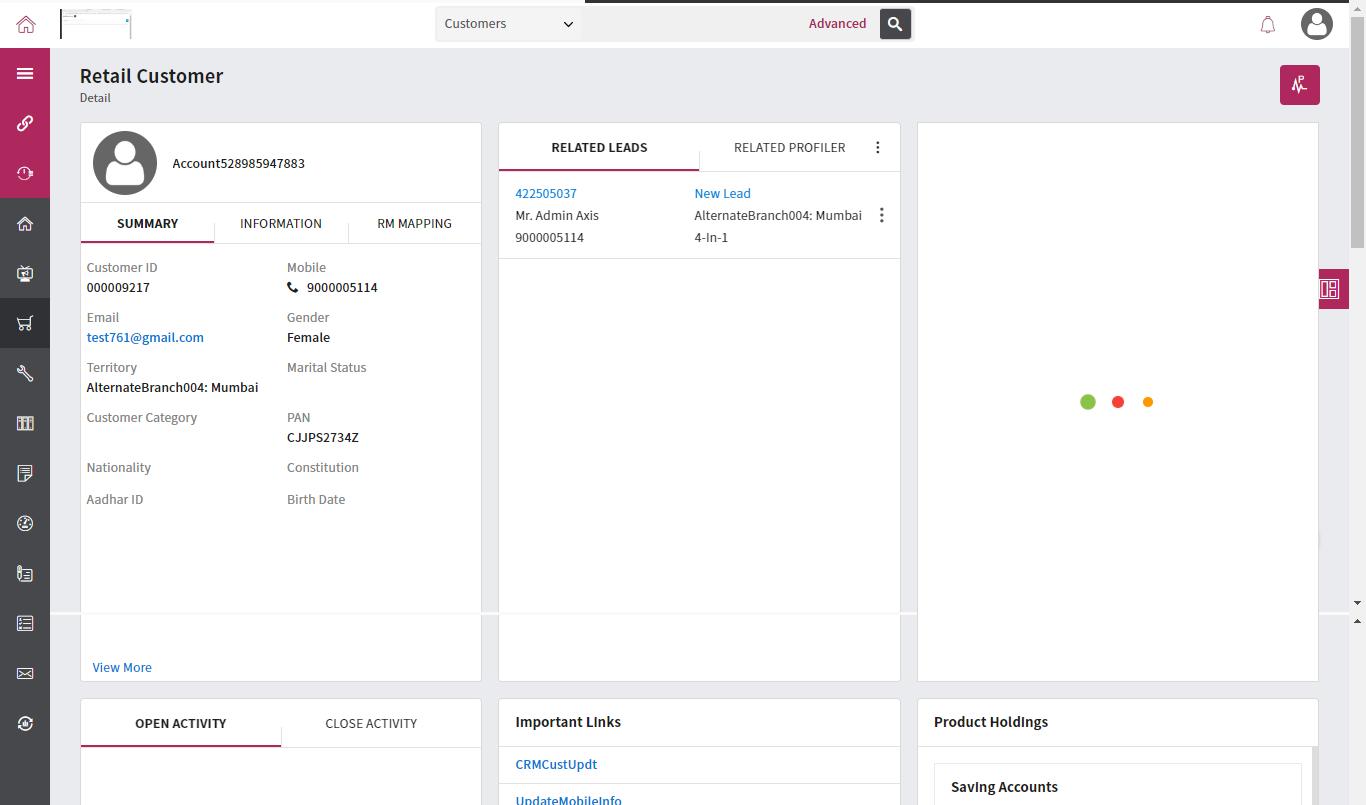 Customers
Advanced
Retail Customer
Detail
Account528985947883
SUMMARY
INFORMATION
RM MAPPING
Customer ID
000009217
Mobile
9000005114
Email
test761@gmail.com
Gender
Female
Territory
AlternateBranch004: Mumbai
Marital Status
Customer Category
PAN
CJJPS2734Z
Nationality
Constitution
Aadhar ID
Birth Date
View More
RELATED LEADS
RELATED PROFILER
422505037
New Lead
Mr. Admin Axis
AlternateBranch004: Mumbai
9000005114
4-In-1
OPEN ACTIVITY
CLOSE ACTIVITY
Important Links
CRMCustUpdt
UpdateMobileInfo
Product Holdings
Saving Accounts